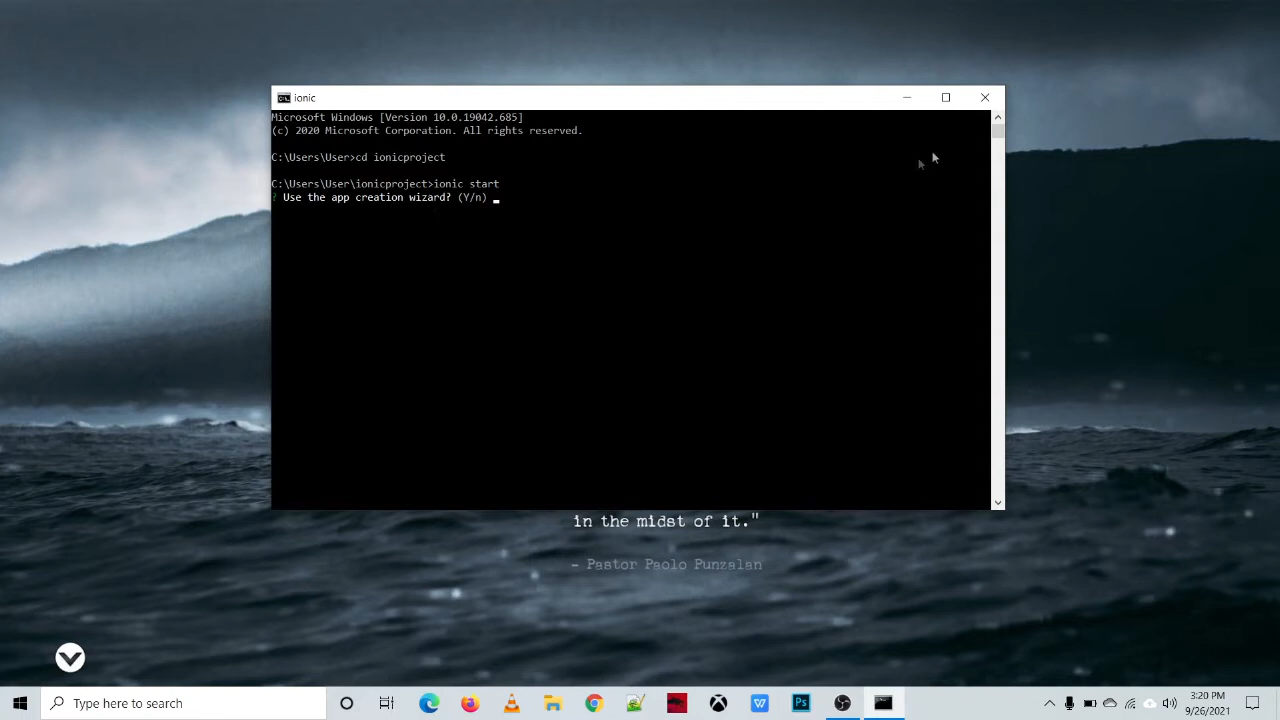 ionic
Microsoft Windows [Version 10.0.19042.685]
(c) 2020 Microsoft Corporation. All rights reserved.
C:\Users\User>cd ionicproject
C:\Users\User\ionicproject>ionic start
? Use the app creation wizard? (Y/n)
in the midst of it."
- Pastor Paolo Punzalan
Type here to search
Ps
3:20 PM
9/26/2021